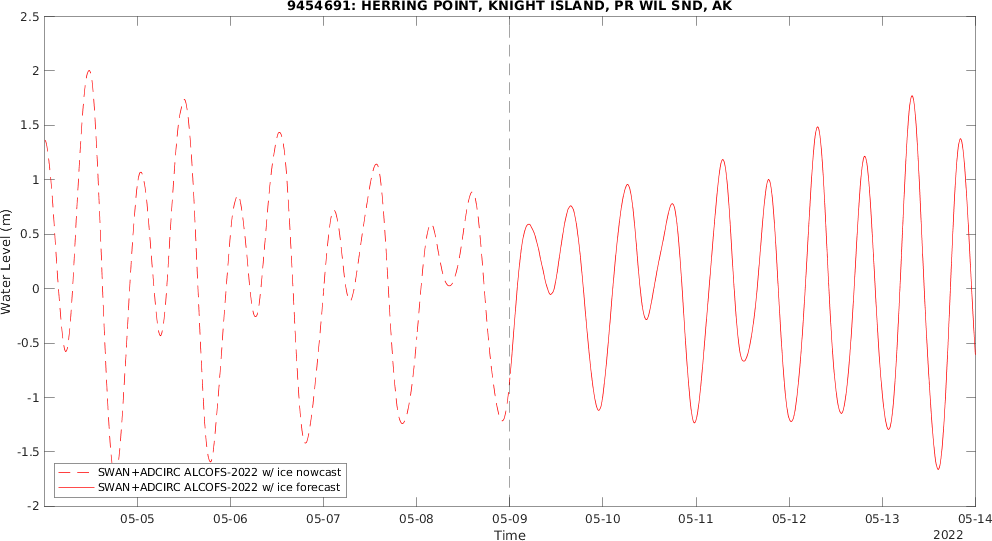 9454691: HERRING POINT, KNIGHT ISLAND, PR WIL SND, AK
2.5
2
1.5
1
0.5
0
-0.5
-1
-1.5
-2
Water Level (m)
SWAN+ADCIRC ALCOFS-2022 w/ ice nowcast
SWAN+ADCIRC ALCOFS-2022 w/ ice forecast
05-05 05-06 05-07 05-08 05-09 05-10 05-11 05-12 05-13 05-14
Time
2022